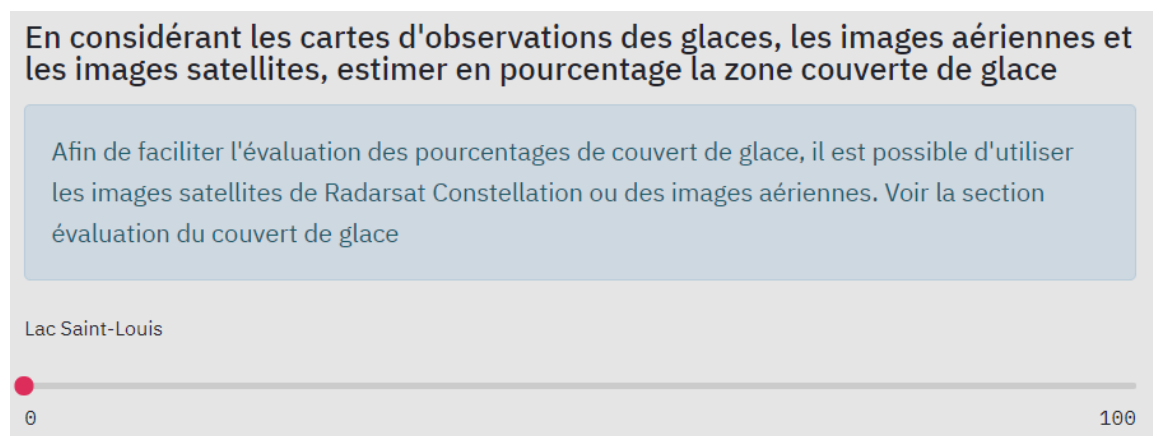 En considérant les cartes d'observations des glaces, les images aériennes et
les images satellites, estimer en pourcentage la zone couverte de glace
Afin de faciliter l'évaluation des pourcentages de couvert de glace, il est possible d'utiliser
les images satellites de Radarsat Constellation ou des images aériennes. Voir la section
évaluation du couvert de glace
Lac Saint-Louis
0 100